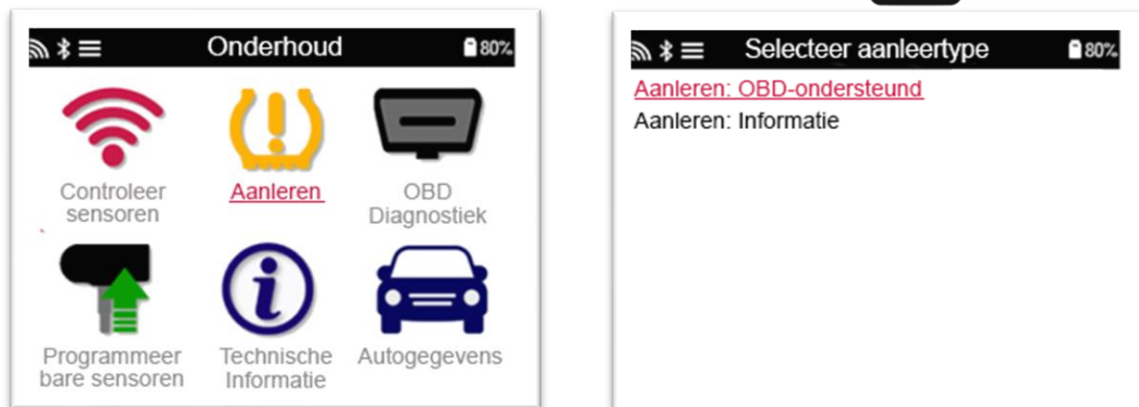 Onderhoud
80%
Controleer
sensoren
Aanleren
OBD
Diagnostiek
Programmeer
bare sensoren
Technische
Informatie
Autogegevens
Selecteer aanleertype
80%
Aanleren: OBD-ondersteund
Aanleren: Informatie